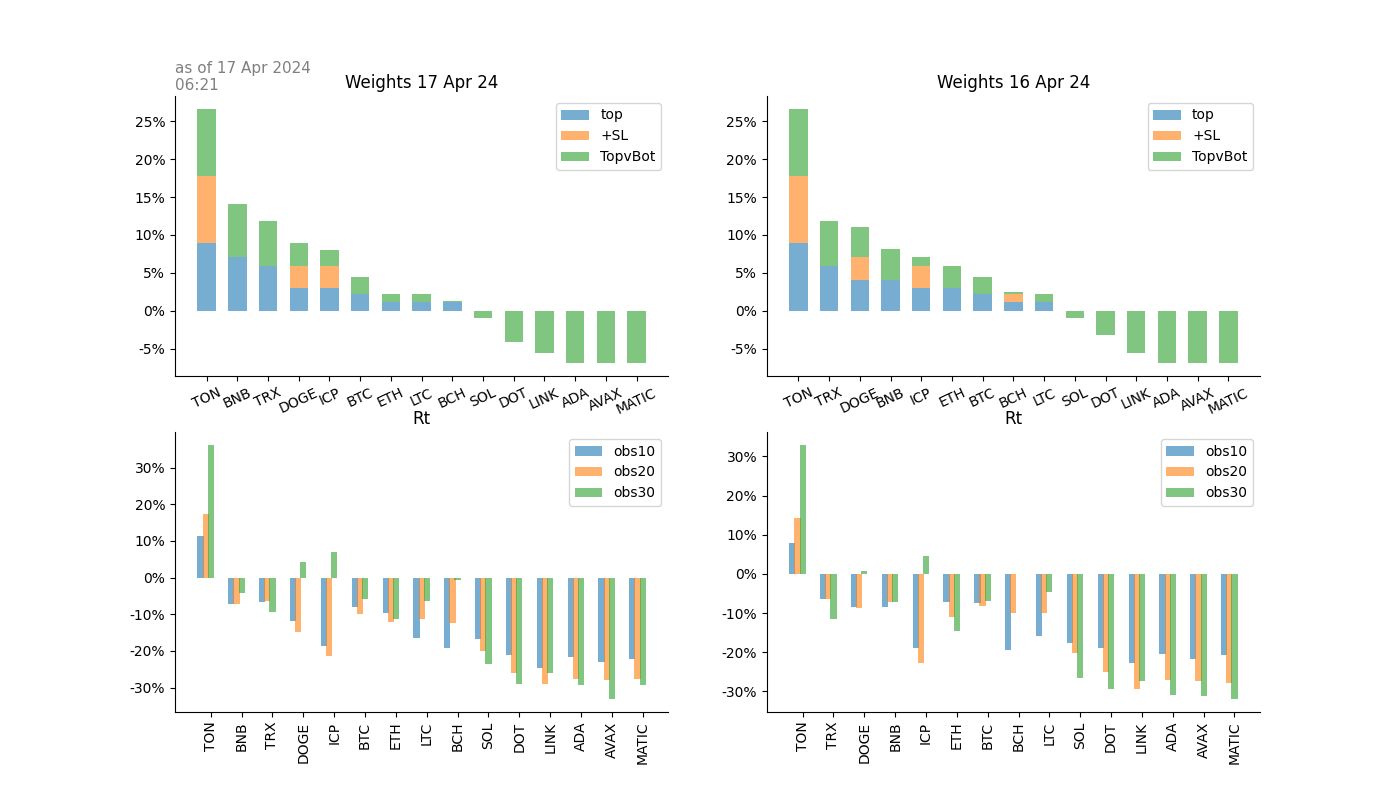 as of 17 Apr 2024
06:21
Weights 17 Apr 24
25%
20%
15%
10%
5%
0%
-5%
top
+SL
TopvBot
TON BNB TRX DOGE ICP BTC ETH LTC BCH SOL DOT LINK ADA AVAX MATIC
Weights 16 Apr 24
25%
20%
15%
10%
5%
0%
-5%
top
+SL
TopvBot
TON TRX DOGE BNB ICP ETH BTC BCH LTC SOL DOT LINK ADA AVAX MATIC
Rt
30%
20%
10%
0%
-10%
-20%
-30%
obs10
obs20
obs30
TON BNB TRX DOGE ICP BTC ETH LTC BCH SOL DOT LINK ADA AVAX MATIC
Rt
30%
20%
10%
0%
-10%
-20%
-30%
obs10
obs20
obs30
TON TRX DOGE BNB ICP ETH BTC BCH LTC SOL DOT LINK ADA AVAX MATIC